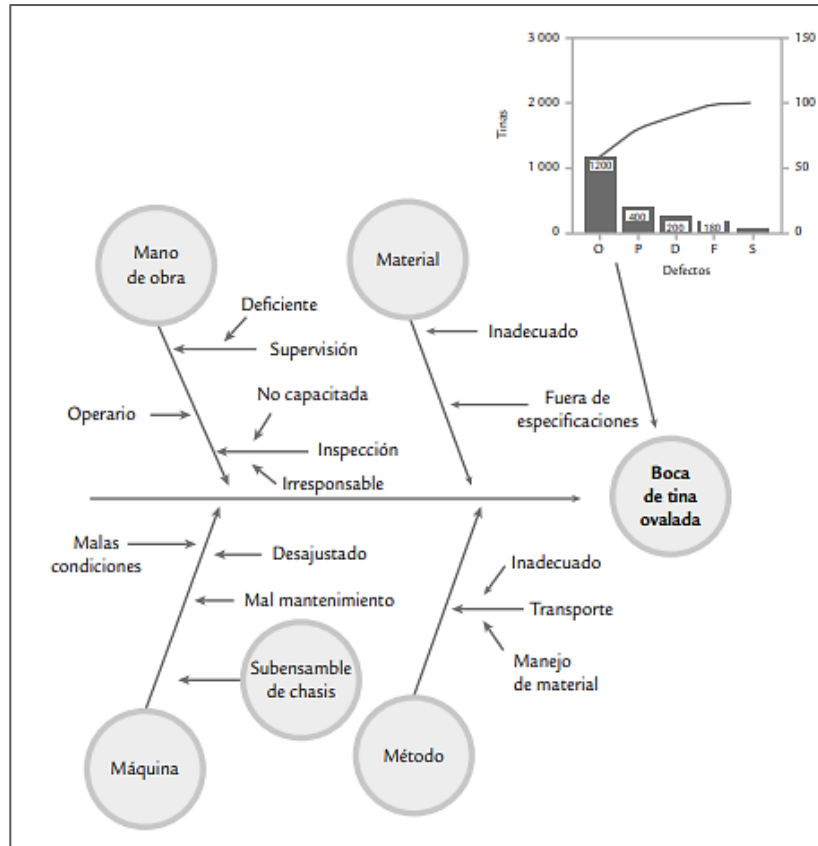 3 000
2 000
1 000
0
150
100
50
0
Tinas
1200
400
200
180
O P D F S
Defectos
Mano
de obra
Material
Deficiente
Supervisión
Inadecuado
No capacitada
Operario
Fuera de
especificaciones
Inspección
Irresponsable
Boca
de tina
ovalada
Malas
condiciones
Desajustado
Mal mantenimiento
Inadecuado
Transporte
Manejo
de material
Subensamble
de chasis
Máquina
Método